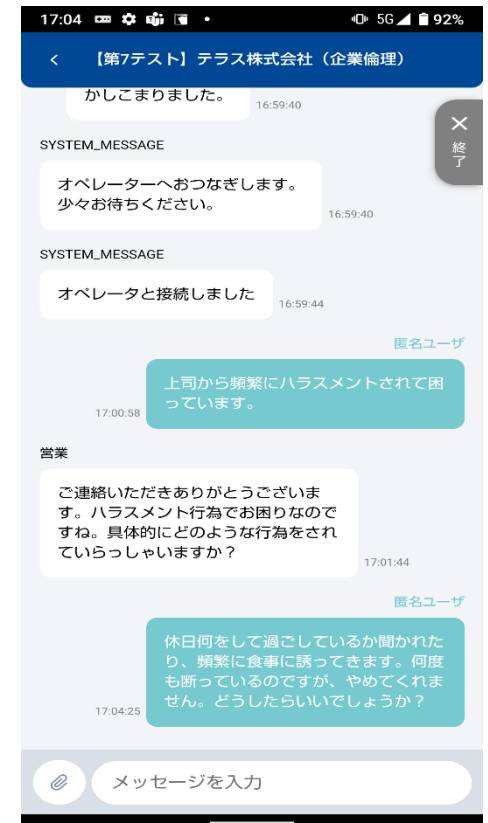 17:04
5G 92%
【第7テスト】テラス株式会社（企業倫理）
かしこまりました。
16:59:40
終了
SYSTEM_MESSAGE
オペレーターへおつなぎします。
少々お待ちください。
16:59:40
SYSTEM_MESSAGE
オペレータと接続しました
16:59:44
匿名ユーザ
上司から頻繁にハラスメントされて困
っています。
17:00:58
営業
ご連絡いただきありがとうございま
す。ハラスメント行為でお困りなので
すね。具体的にどのような行為をされ
ていらっしゃいますか？
17:01:44
匿名ユーザ
休日何をして過ごしているか聞かれた
り、頻繁に食事に誘ってきます。何度
も断っているのですが、やめてくれま
せん。どうしたらいいでしょうか？
17:04:25
メッセージを入力